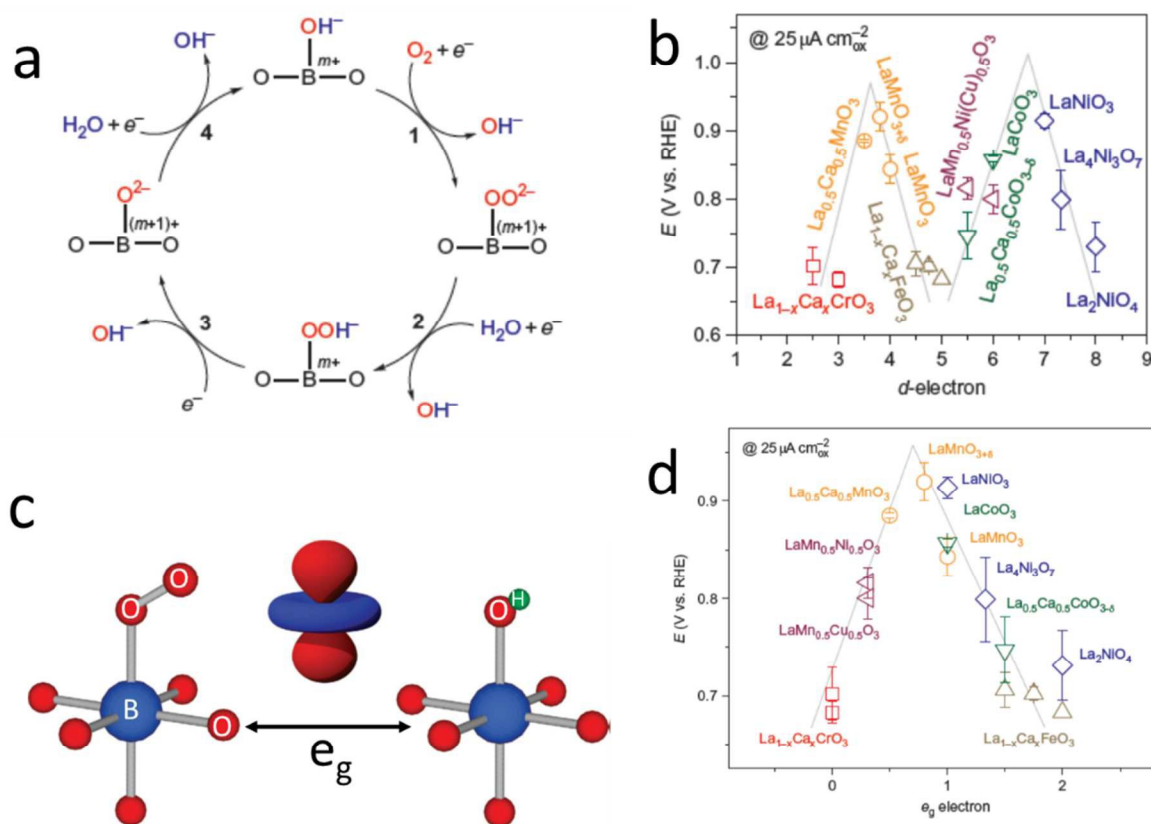 a
OH⁻
OH⁻
O₂ + e⁻
O—B—O
m+
H₂O + e⁻
4
1
OH⁻
O²⁻
OO²⁻
O—B—O
(m+1)+
O—B—O
(m+1)+
3
2
OH⁻
OOH⁻
H₂O + e⁻
O—B—O
m+
e⁻
OH⁻
b
@ 25 μA cm⁻²ox
E (V vs. RHE)
1.0
0.9
0.8
0.7
0.6
1 2 3 4 5 6 7 8 9
d-electron
La₁₋ₓCaₓCrO₃
La₀.₅Ca₀.₅MnO₃
LaMnO₃₊δ
LaMnO₃
La₁₋ₓCaₓFeO₃
LaMn₀.₅Ni(Cu)₀.₅O₃
LaCoO₃
La₀.₅Ca₀.₅CoO₃₋δ
LaNiO₃
La₄Ni₃O₇
La₂NiO₄
c
O
O
B
O
O
H
e_g
d
@ 25 μA cm⁻²ox
E (V vs. RHE)
0.9
0.8
0.7
0 1 2
e_g electron
LaMnO₃₊δ
La₀.₅Ca₀.₅MnO₃
LaNiO₃
LaCoO₃
LaMnO₃
LaMn₀.₅Ni₀.₅O₃
La₄Ni₃O₇
La₀.₅Ca₀.₅CoO₃₋δ
LaMn₀.₅Cu₀.₅O₃
La₂NiO₄
La₁₋ₓCaₓCrO₃
La₁₋ₓCaₓFeO₃